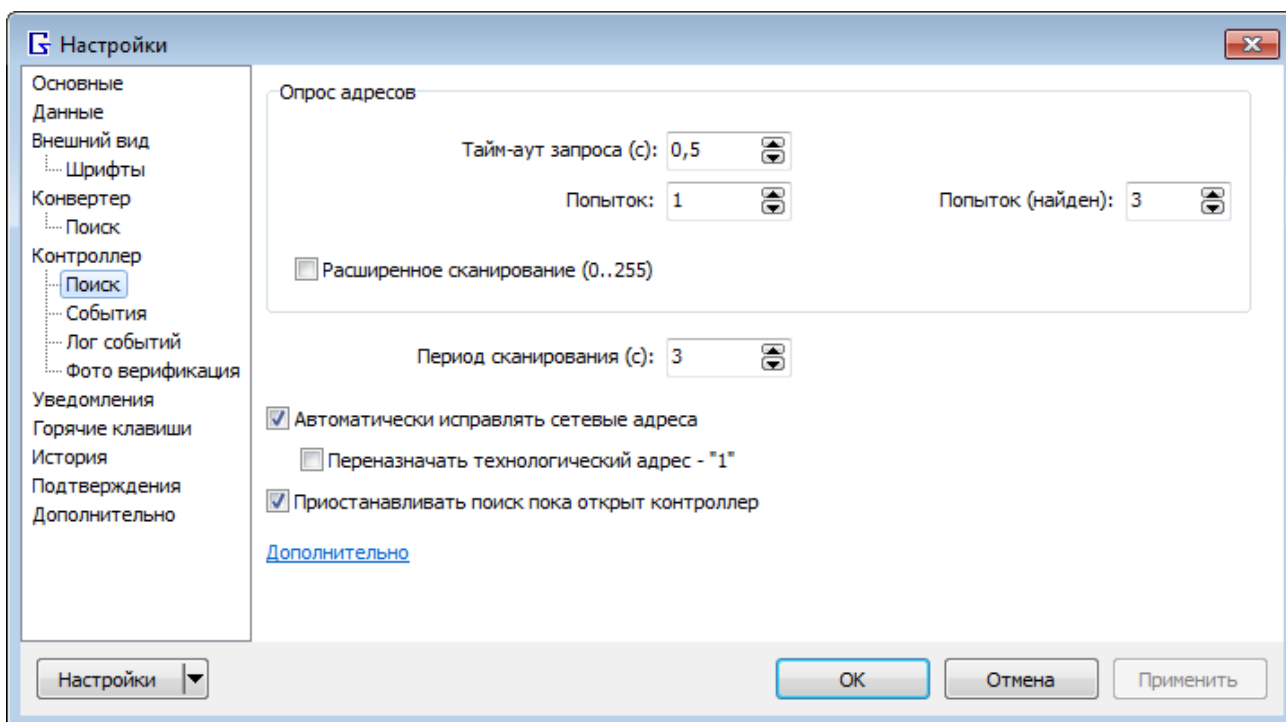 Настройки
Основные
Данные
Внешний вид
Шрифты
Конвертер
Поиск
Контроллер
Поиск
События
Лог событий
Фото верификация
Уведомления
Горячие клавиши
История
Подтверждения
Дополнительно
Опрос адресов
Тайм-аут запроса (с): 0,5
Попыток: 1 Попыток (найден): 3
Расширенное сканирование (0..255)
Период сканирования (с): 3
Автоматически исправлять сетевые адреса
Переназначать технологический адрес - "1"
Приостанавливать поиск пока открыт контроллер
Дополнительно
Настройки OK Отмена Применить